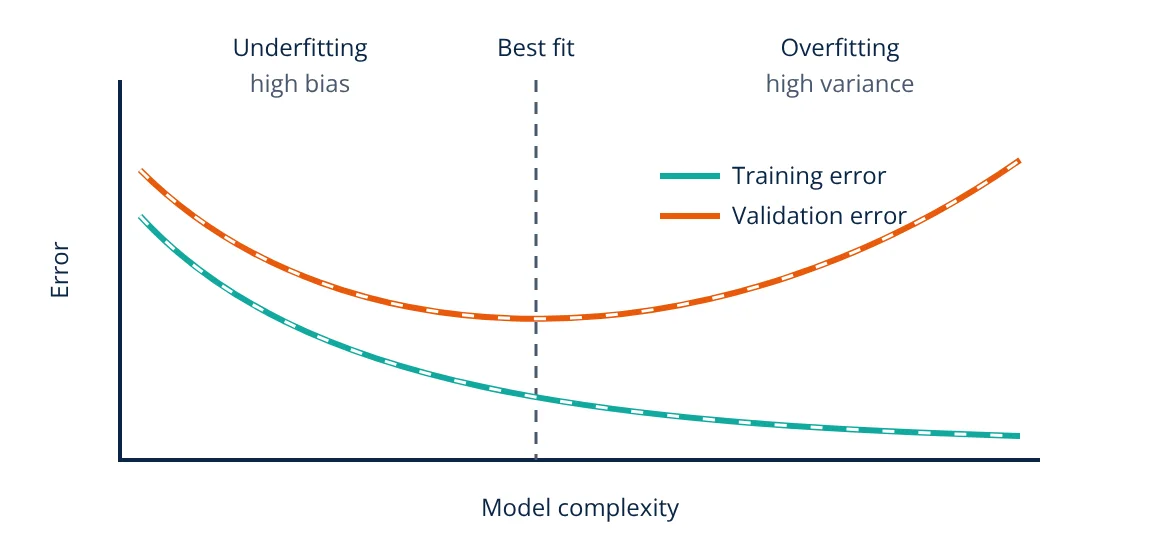 Underfitting
high bias
Best fit
Overfitting
high variance
Training error
Validation error
Error
Model complexity